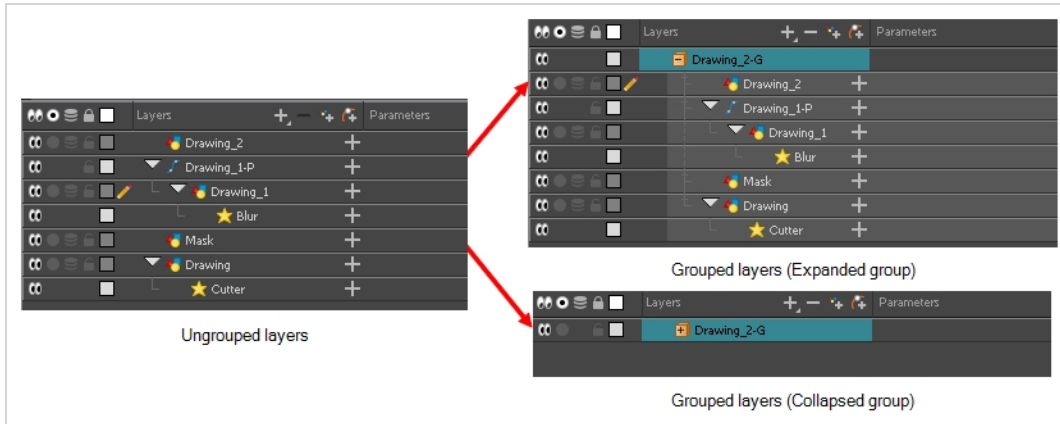 Layers Parameters
Drawing_2
Drawing_1-P
Drawing_1
Blur
Mask
Drawing
Cutter
Ungrouped layers
Layers Parameters
Drawing_2-G
Drawing_2
Drawing_1-P
Drawing_1
Blur
Mask
Drawing
Cutter
Grouped layers (Expanded group)
Layers Parameters
Drawing_2-G
Grouped layers (Collapsed group)